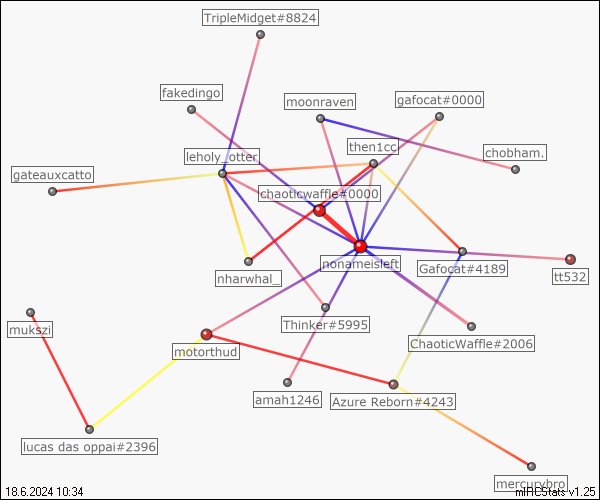 TripleMidget#8824
fakedingo
moonraven
gafocat#0000
leholy_otter
then1cc
chobham.
gateauxcatto
chaoticwaffle#0000
nonameisleft
nharwhal_
Gafocat#4189
tt532
mukszi
Thinker#5995
motorthud
ChaoticWaffle#2006
amah1246
Azure Reborn#4243
lucas das oppai#2396
mercurybro
18.6.2024 10:34
mIRCStats v1.25